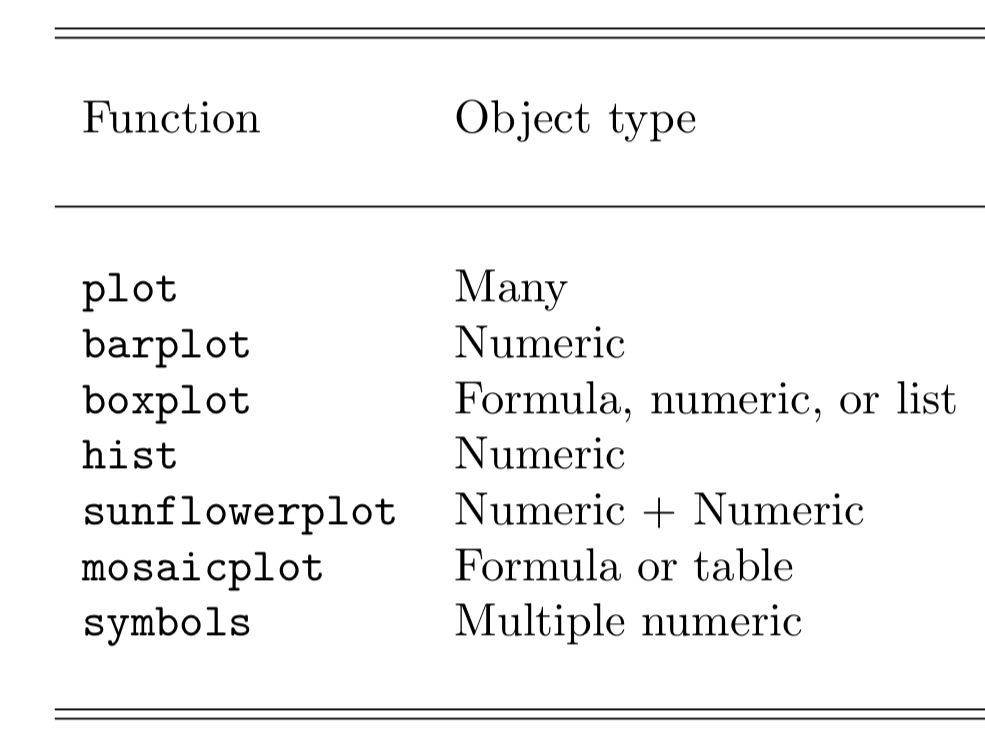 Function Object type
plot Many
barplot Numeric
boxplot Formula, numeric, or list
hist Numeric
sunflowerplot Numeric + Numeric
mosaicplot Formula or table
symbols Multiple numeric